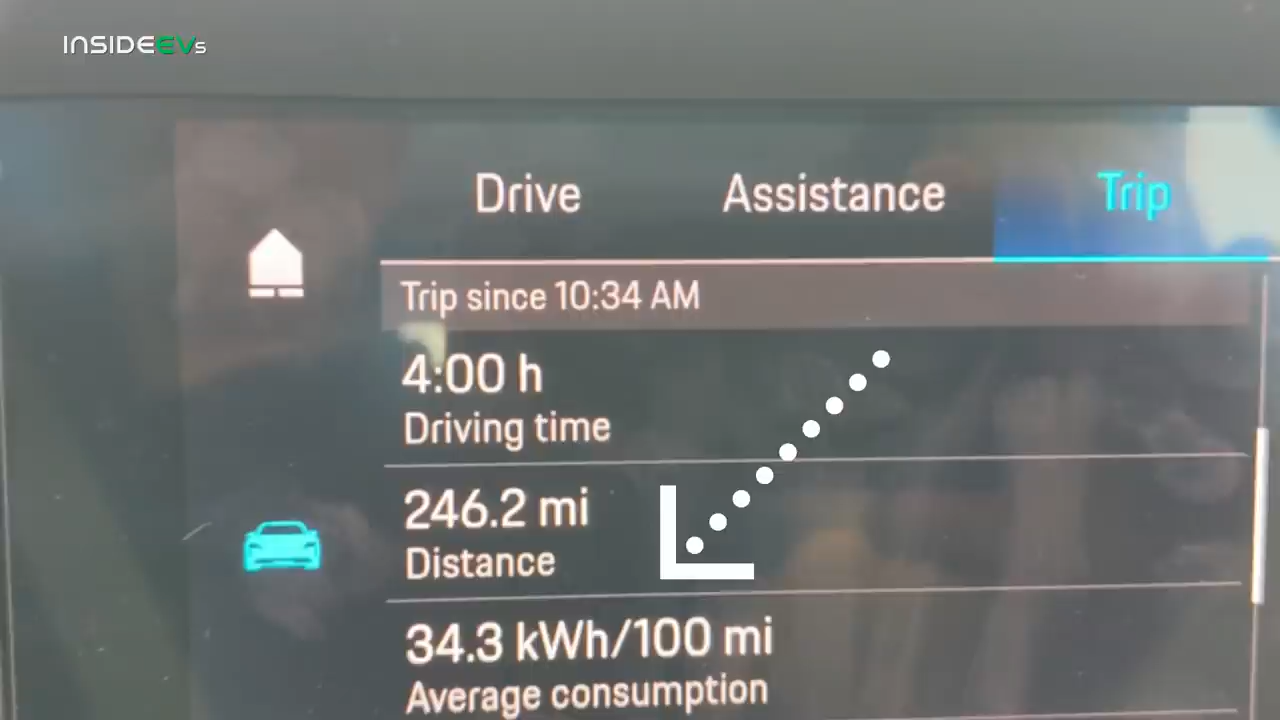 INSIDEEVs
Drive Assistance Trip
Trip since 10:34 AM
4:00 h
Driving time
246.2 mi
Distance
34.3 kWh/100 mi
Average consumption